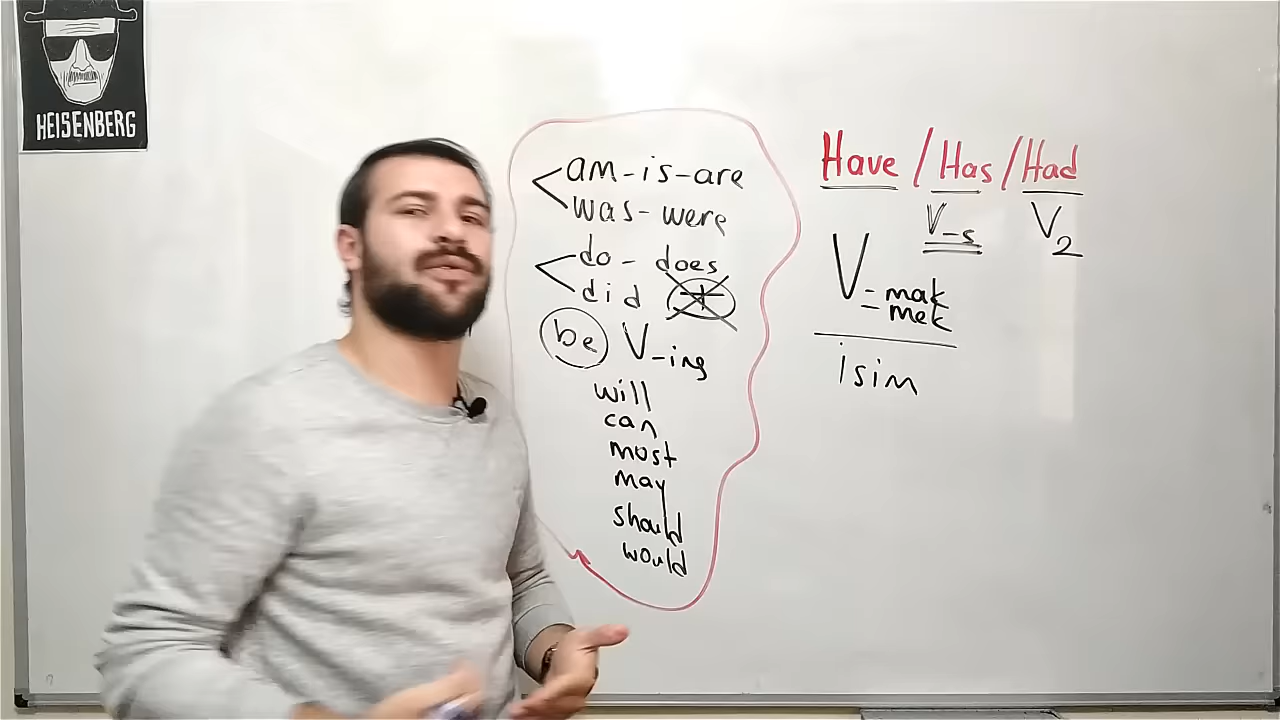 HEISENBERG
am-is-are
was-were
do-does
did +
be V-ing
will
can
most
may
should
would
Have / Has / Had
V-s V2
V-mak
-mek
isim